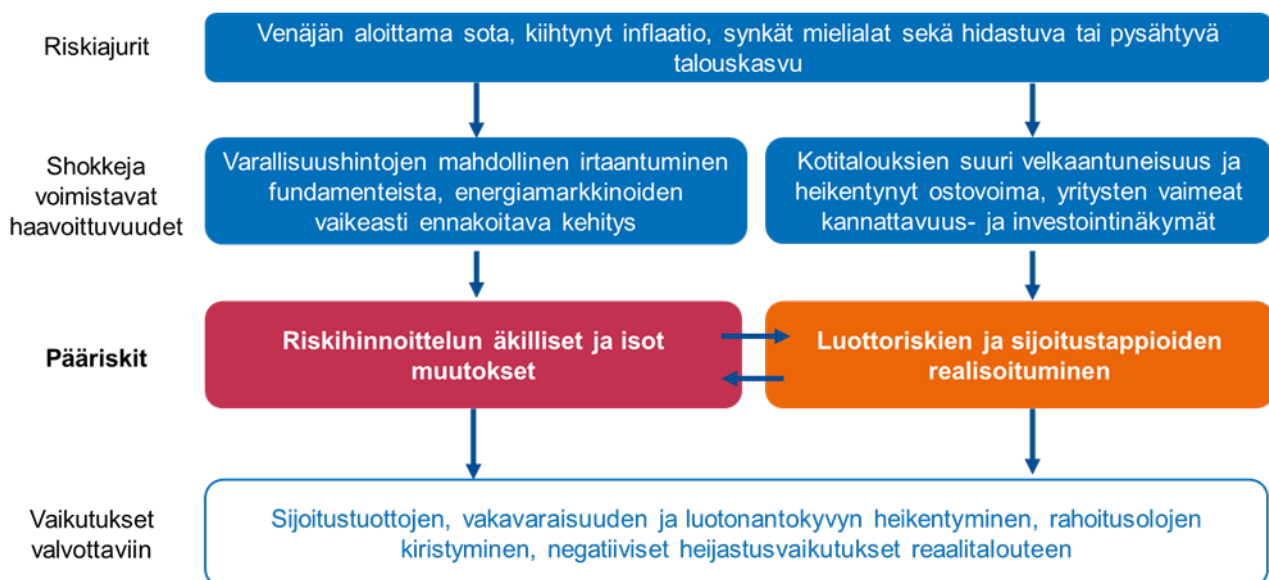 Riskiajurit
Venäjän aloittama sota, kiihtynyt inflaatio, synkät mielialat sekä hidastuva tai pysähtyvä
talouskasvu
Shokkeja
voimistavat
haavoittuvuudet
Varallisuushintojen mahdollinen irtaantuminen
fundamenteista, energiamarkkinoiden
vaikeasti ennakoitava kehitys
Kotitalouksien suuri velkaantuneisuus ja
heikentynyt ostovoima, yritysten vaimeat
kannattavuus- ja investointinäkymät
Pääriskit
Riskihinnoittelun äkilliset ja isot
muutokset
Luottoriskien ja sijoitustappioiden
realisoituminen
Vaikutukset
valvottaviin
Sijoitustuottojen, vakavaraisuuden ja luotonantokyvyn heikentyminen, rahoitusolojen
kiristyminen, negatiiviset heijastusvaikutukset reaalitalouteen